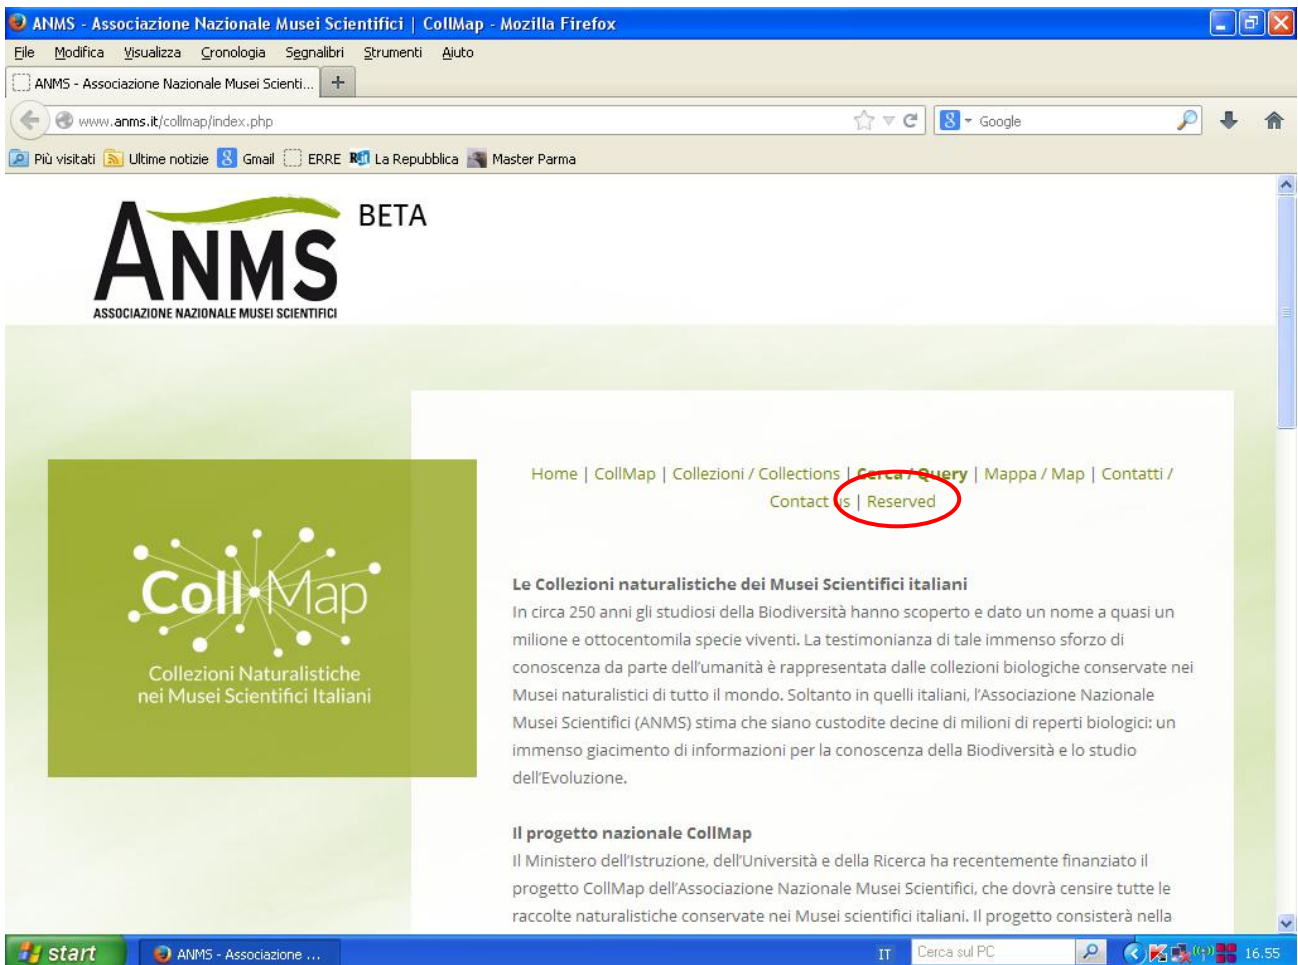 ANMS - Associazione Nazionale Musei Scientifici | CollMap - Mozilla Firefox
File Modifica Visualizza Cronologia Segnalibri Strumenti Aiuto
ANMS - Associazione Nazionale Musei Scienti... +
www.anms.it/collmap/index.php
Google
Più visitati Ultime notizie Gmail ERRE La Repubblica Master Parma
ANMS BETA
ASSOCIAZIONE NAZIONALE MUSEI SCIENTIFICI
Home | CollMap | Collezioni / Collections | Cerca / Query | Mappa / Map | Contatti /
Contact us | Reserved
Coll Map
Collezioni Naturalistiche
nei Musei Scientifici Italiani
Le Collezioni naturalistiche dei Musei Scientifici italiani
In circa 250 anni gli studiosi della Biodiversità hanno scoperto e dato un nome a quasi un
milione e ottocentomila specie viventi. La testimonianza di tale immenso sforzo di
conoscenza da parte dell'umanità è rappresentata dalle collezioni biologiche conservate nei
Musei naturalistici di tutto il mondo. Soltanto in quelli italiani, l'Associazione Nazionale
Musei Scientifici (ANMS) stima che siano custodite decine di milioni di reperti biologici: un
immenso giacimento di informazioni per la conoscenza della Biodiversità e lo studio
dell'Evoluzione.
Il progetto nazionale CollMap
Il Ministero dell'Istruzione, dell'Università e della Ricerca ha recentemente finanziato il
progetto CollMap dell'Associazione Nazionale Musei Scientifici, che dovrà censire tutte le
raccolte naturalistiche conservate nei Musei scientifici italiani. Il progetto consisterà nella
start ANMS - Associazione ... IT Cerca sul PC 16.55